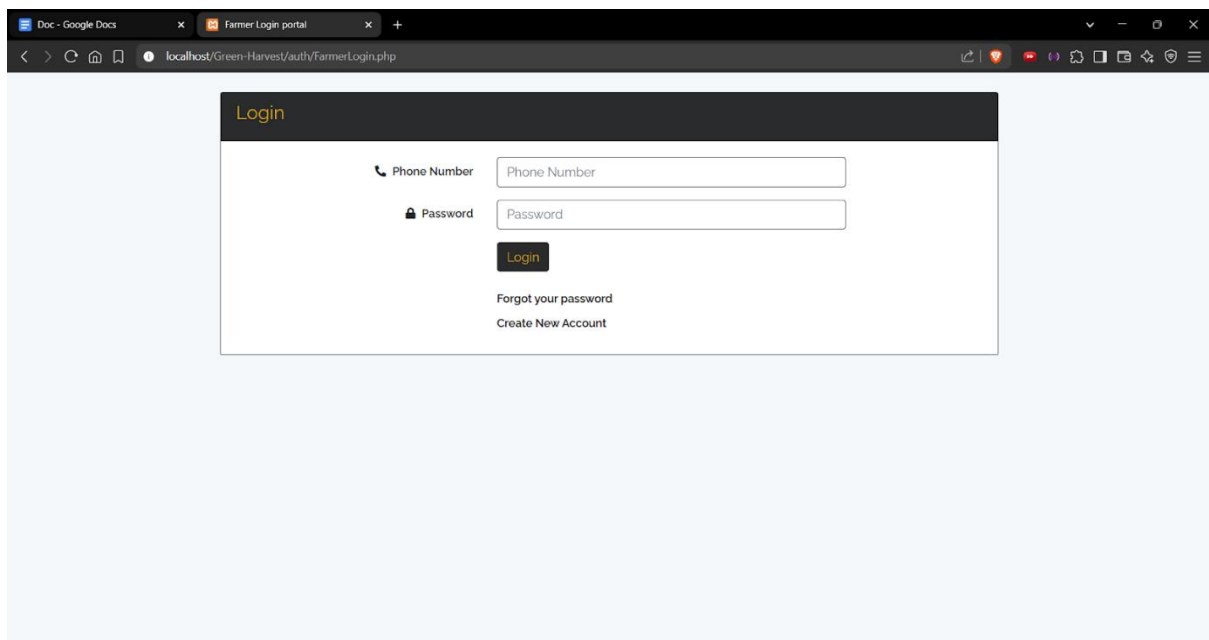 Doc - Google Docs
Farmer Login portal
localhost/Green-Harvest/auth/FarmerLogin.php
Login
Phone Number
Phone Number
Password
Password
Login
Forgot your password
Create New Account